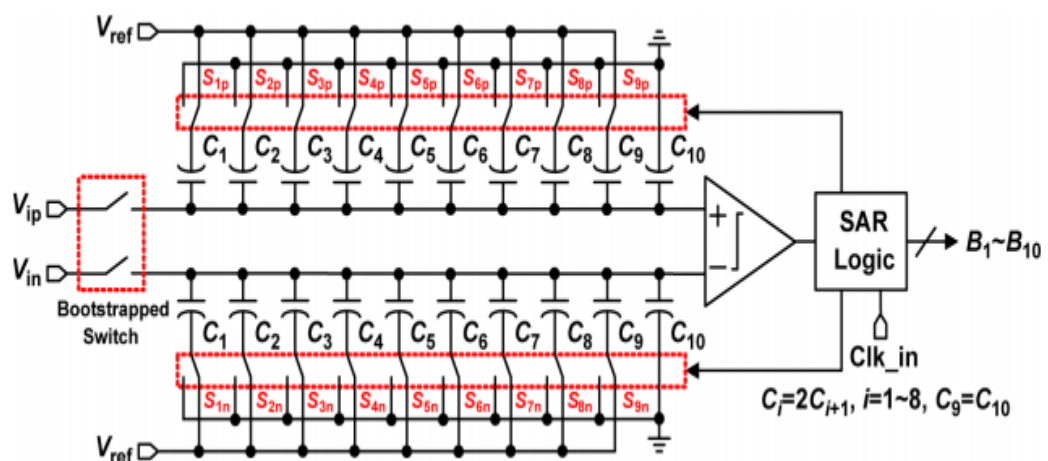 Vref
S1p S2p S3p S4p S5p S6p S7p S8p S9p
C1 C2 C3 C4 C5 C6 C7 C8 C9 C10
Vip
Vin
Bootstrapped
Switch
+
−
SAR
Logic
B1~B10
Clk_in
C1 C2 C3 C4 C5 C6 C7 C8 C9 C10
S1n S2n S3n S4n S5n S6n S7n S8n S9n
Vref
Ci=2Ci+1, i=1~8, C9=C10